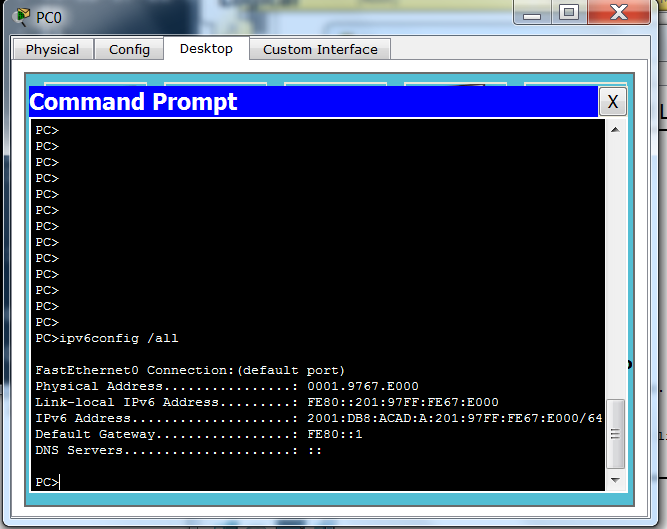 PC0
Physical Config Desktop Custom Interface
Command Prompt X
PC>
PC>
PC>
PC>
PC>
PC>
PC>
PC>
PC>
PC>
PC>
PC>
PC>
PC>ipv6config /all
FastEthernet0 Connection:(default port)
Physical Address................: 0001.9767.E000
Link-local IPv6 Address.........: FE80::201:97FF:FE67:E000
IPv6 Address....................: 2001:DB8:ACAD:A:201:97FF:FE67:E000/64
Default Gateway.................: FE80::1
DNS Servers.....................: ::
PC>